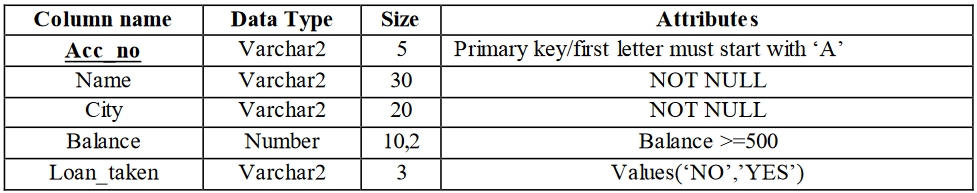 Column name Data Type Size Attributes
Acc_no Varchar2 5 Primary key/first letter must start with ‘A’
Name Varchar2 30 NOT NULL
City Varchar2 20 NOT NULL
Balance Number 10,2 Balance >=500
Loan_taken Varchar2 3 Values(‘NO’,’YES’)